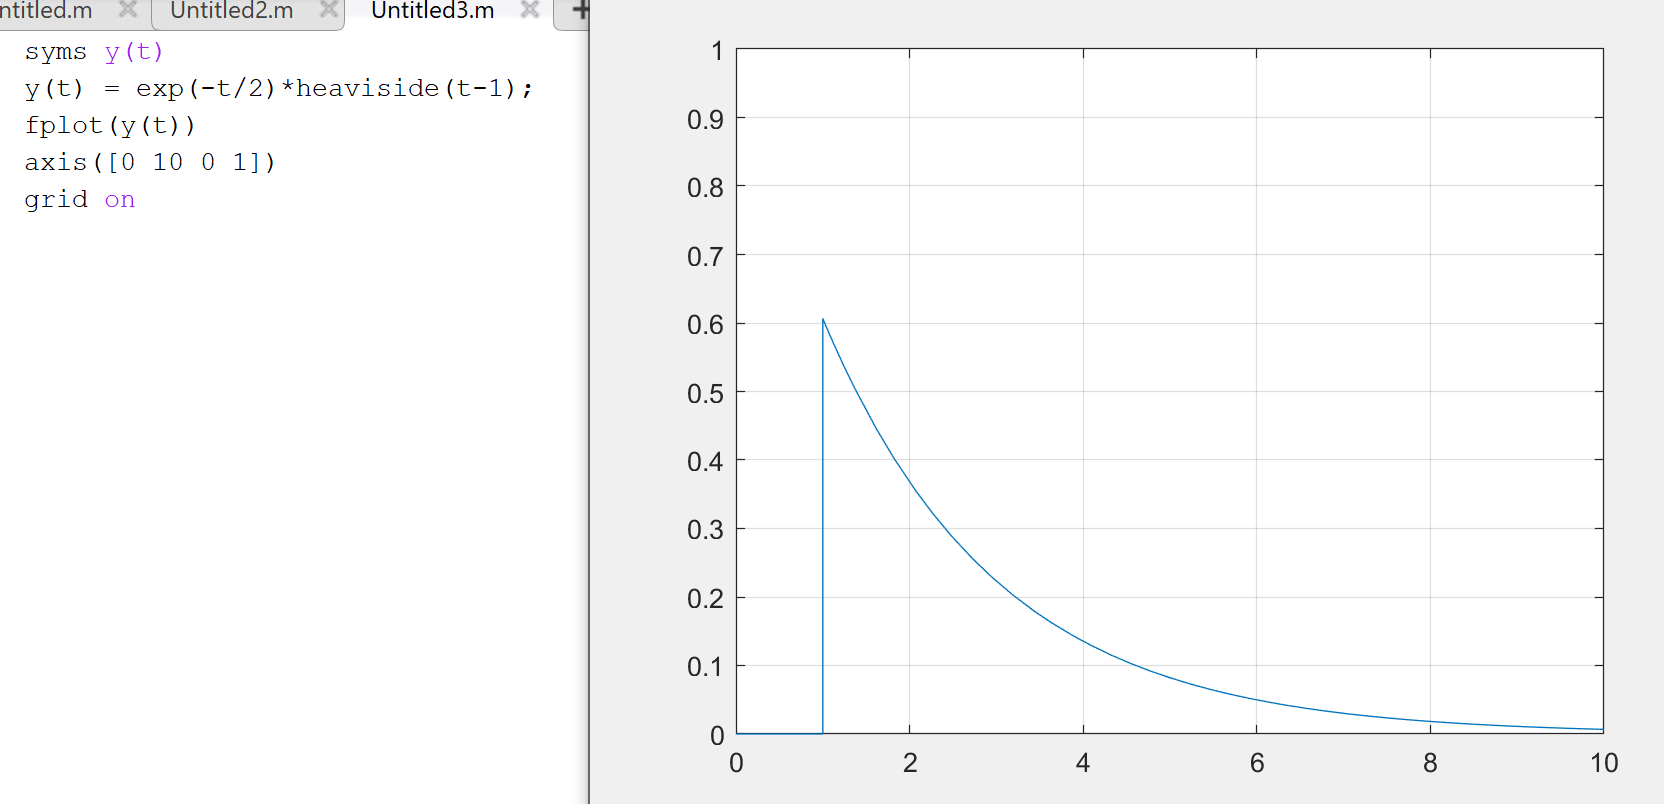 ntitled.m × Untitled2.m × Untitled3.m × +
syms y(t)
y(t) = exp(-t/2)*heaviside(t-1);
fplot(y(t))
axis([0 10 0 1])
grid on
1
0.9
0.8
0.7
0.6
0.5
0.4
0.3
0.2
0.1
0
0 2 4 6 8 10